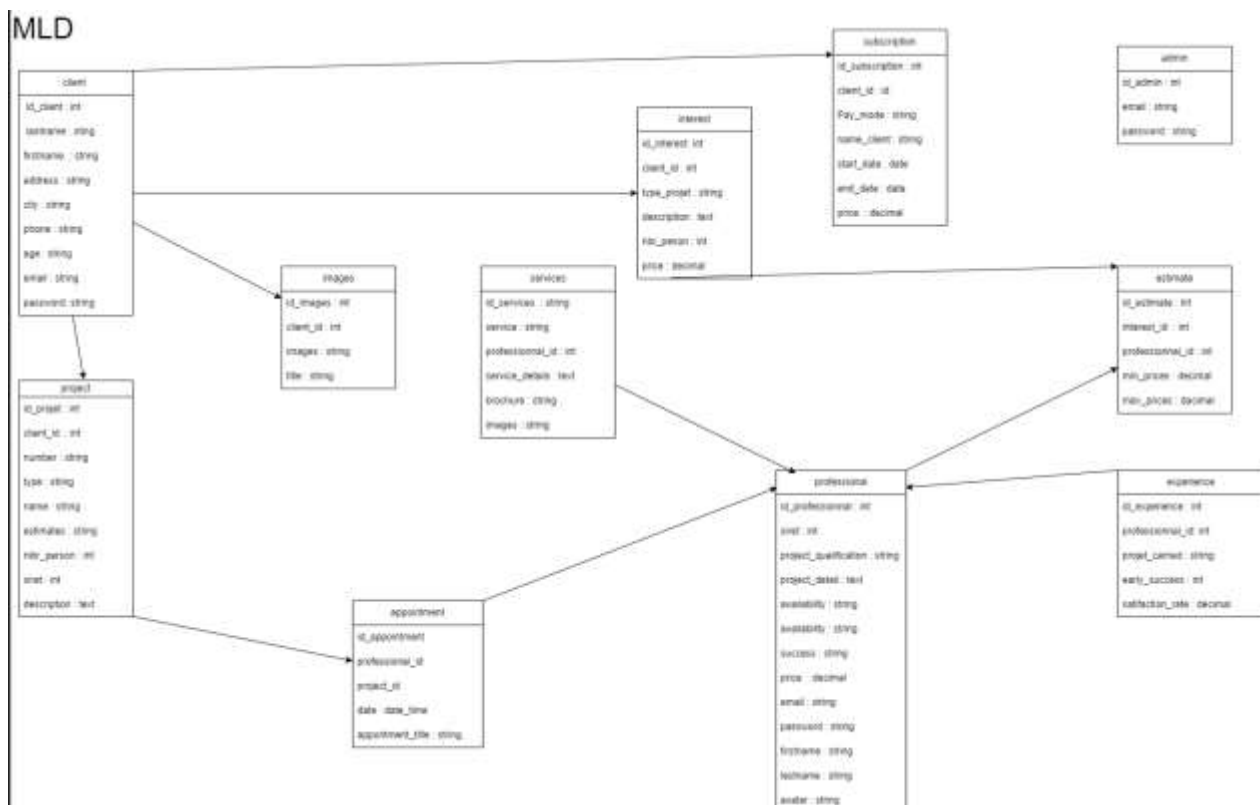 MLD
client
id_client : int
lastname : string
firstname : string
address : string
city : string
phone : string
age : string
email : string
password: string
subscription
id_subscription : int
client_id : id
Pay_mode : string
name_client : string
start_date : date
end_date : date
price : decimal
admin
id_admin : int
email : string
password : string
interest
id_interest int
client_id : int
type_projet : string
description : text
nbr_person : int
price : decimal
images
id_images : int
client_id : int
images : string
title : string
services
id_services : string
service : string
professionnal_id : int
service_details : text
brochure : string
images : string
estimate
id_estimate : int
interest_id : int
professionnal_id : int
min_prices : decimal
max_prices : decimal
project
id_projet : int
client_id : int
number : string
type : string
name : string
estimates : string
nbr_person : int
siret : int
description : text
professional
id_professionnal : int
siret : int
project_qualification : string
project_detail : text
availability : string
availability : string
success : string
price : decimal
email : string
password : string
firstname : string
lastname : string
avatar : string
experience
id_experience : int
professionnal_id: int
projet_carried : string
early_success : int
satifaction_rate : decimal
appointment
id_appointment
professional_id
project_id
date : date_time
appointment_title : string